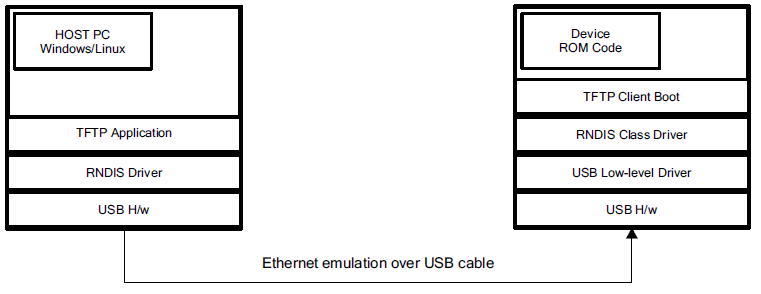 HOST PC
Windows/Linux
TFTP Application
RNDIS Driver
USB H/w
Device
ROM Code
TFTP Client Boot
RNDIS Class Driver
USB Low-level Driver
USB H/w
Ethernet emulation over USB cable